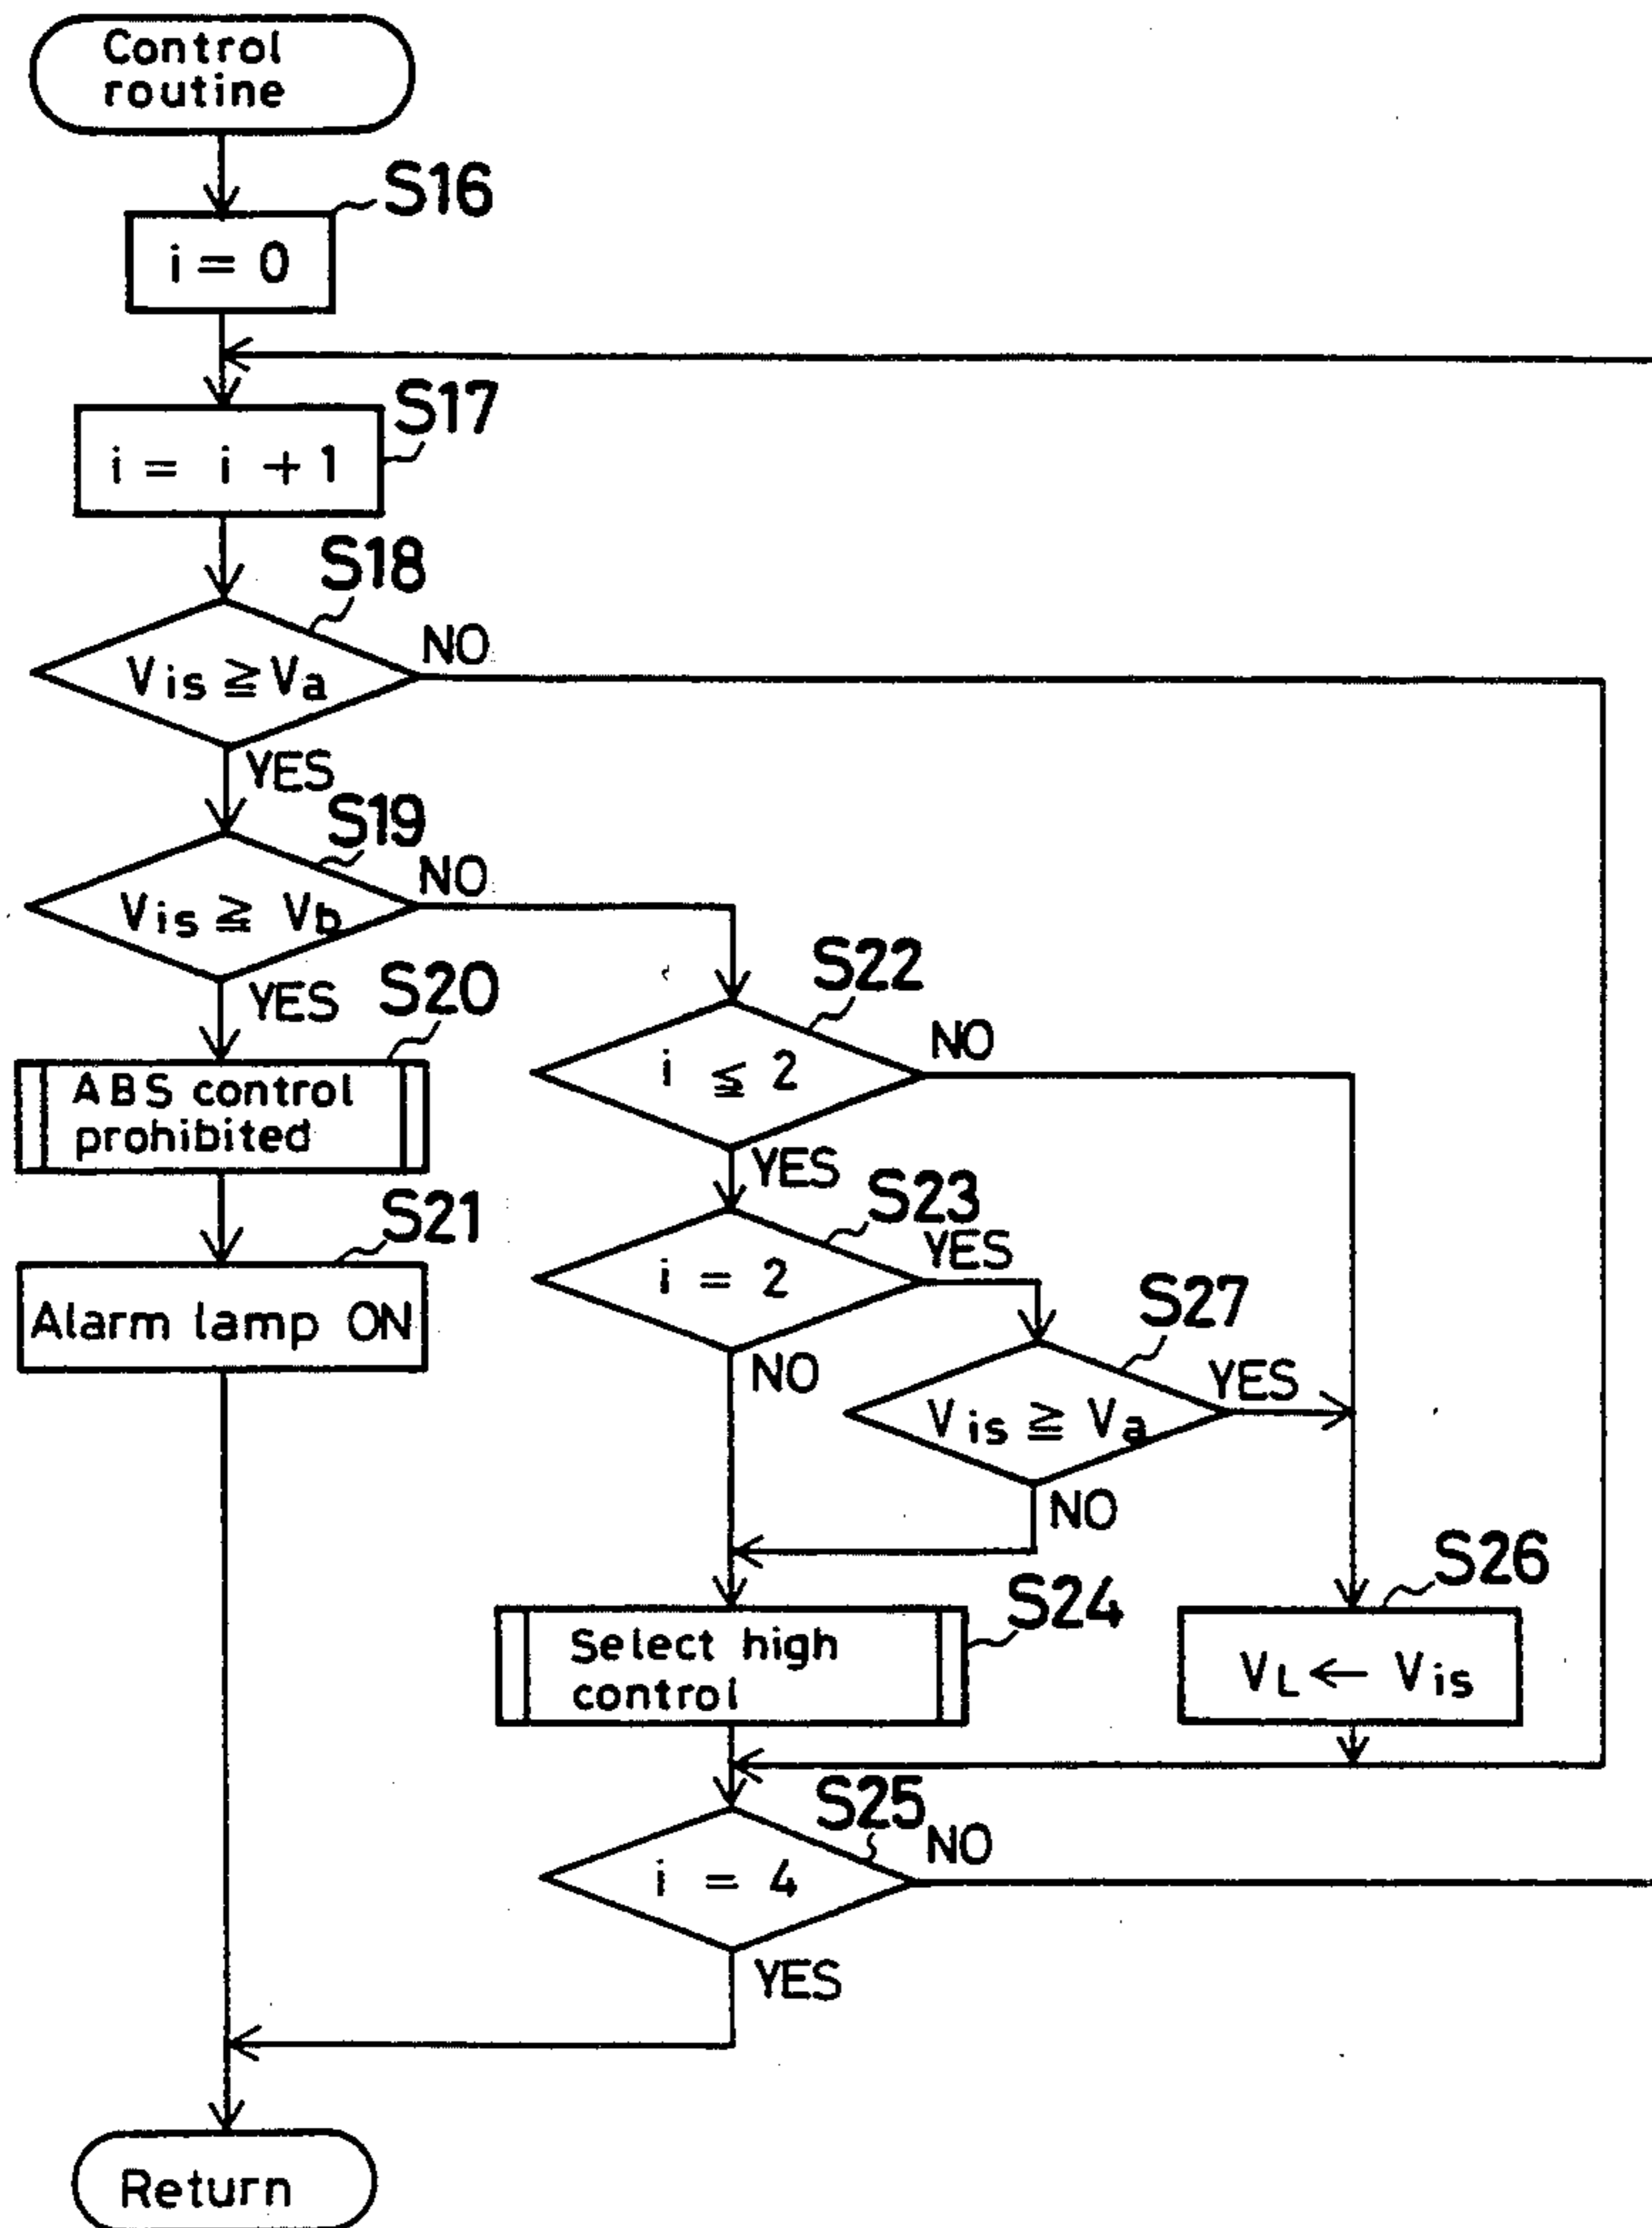 Control
routine
S16
i = 0
S17
i = i + 1
S18
Vis ≧ Va
NO
YES
S19
Vis ≧ Vb
NO
YES
S20
ABS control
prohibited
S21
Alarm lamp ON
S22
i ≦ 2
NO
YES
S23
i = 2
YES
NO
S27
Vis ≧ Va
YES
NO
S24
Select high
control
S26
VL ← Vis
S25
i = 4
NO
YES
Return